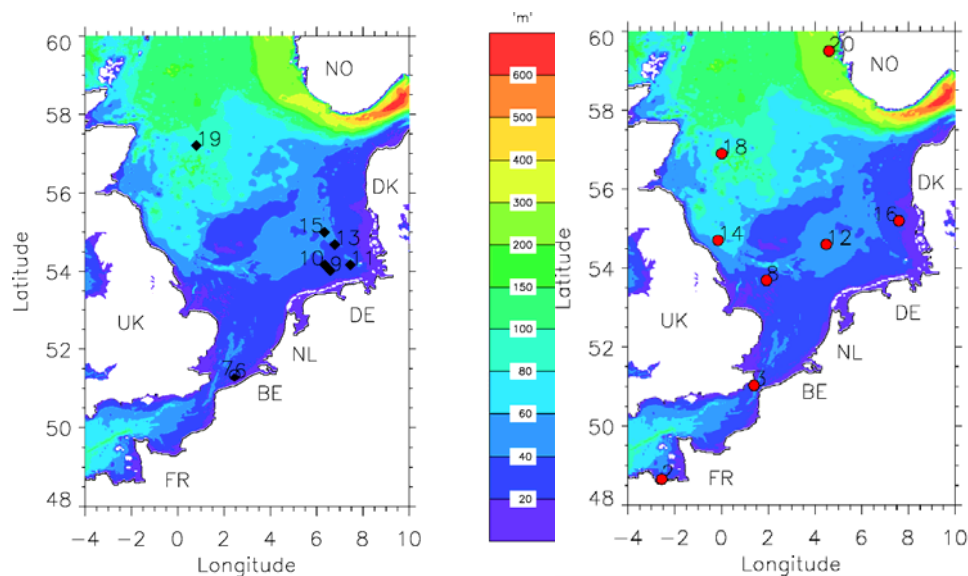 60
NO
58
19
56
DK
15
13
54
10 9 11
UK
DE
52
NL
76
BE
50
FR
48
-4 -2 0 2 4 6 8 10
Latitude
Longitude
'm'
600
500
400
300
200
150
100
80
60
40
20
60
20
NO
58
18
56
DK
16
14
12
54
8
UK
DE
52
NL
3
BE
50
2
FR
48
-4 -2 0 2 4 6 8 10
Latitude
Longitude